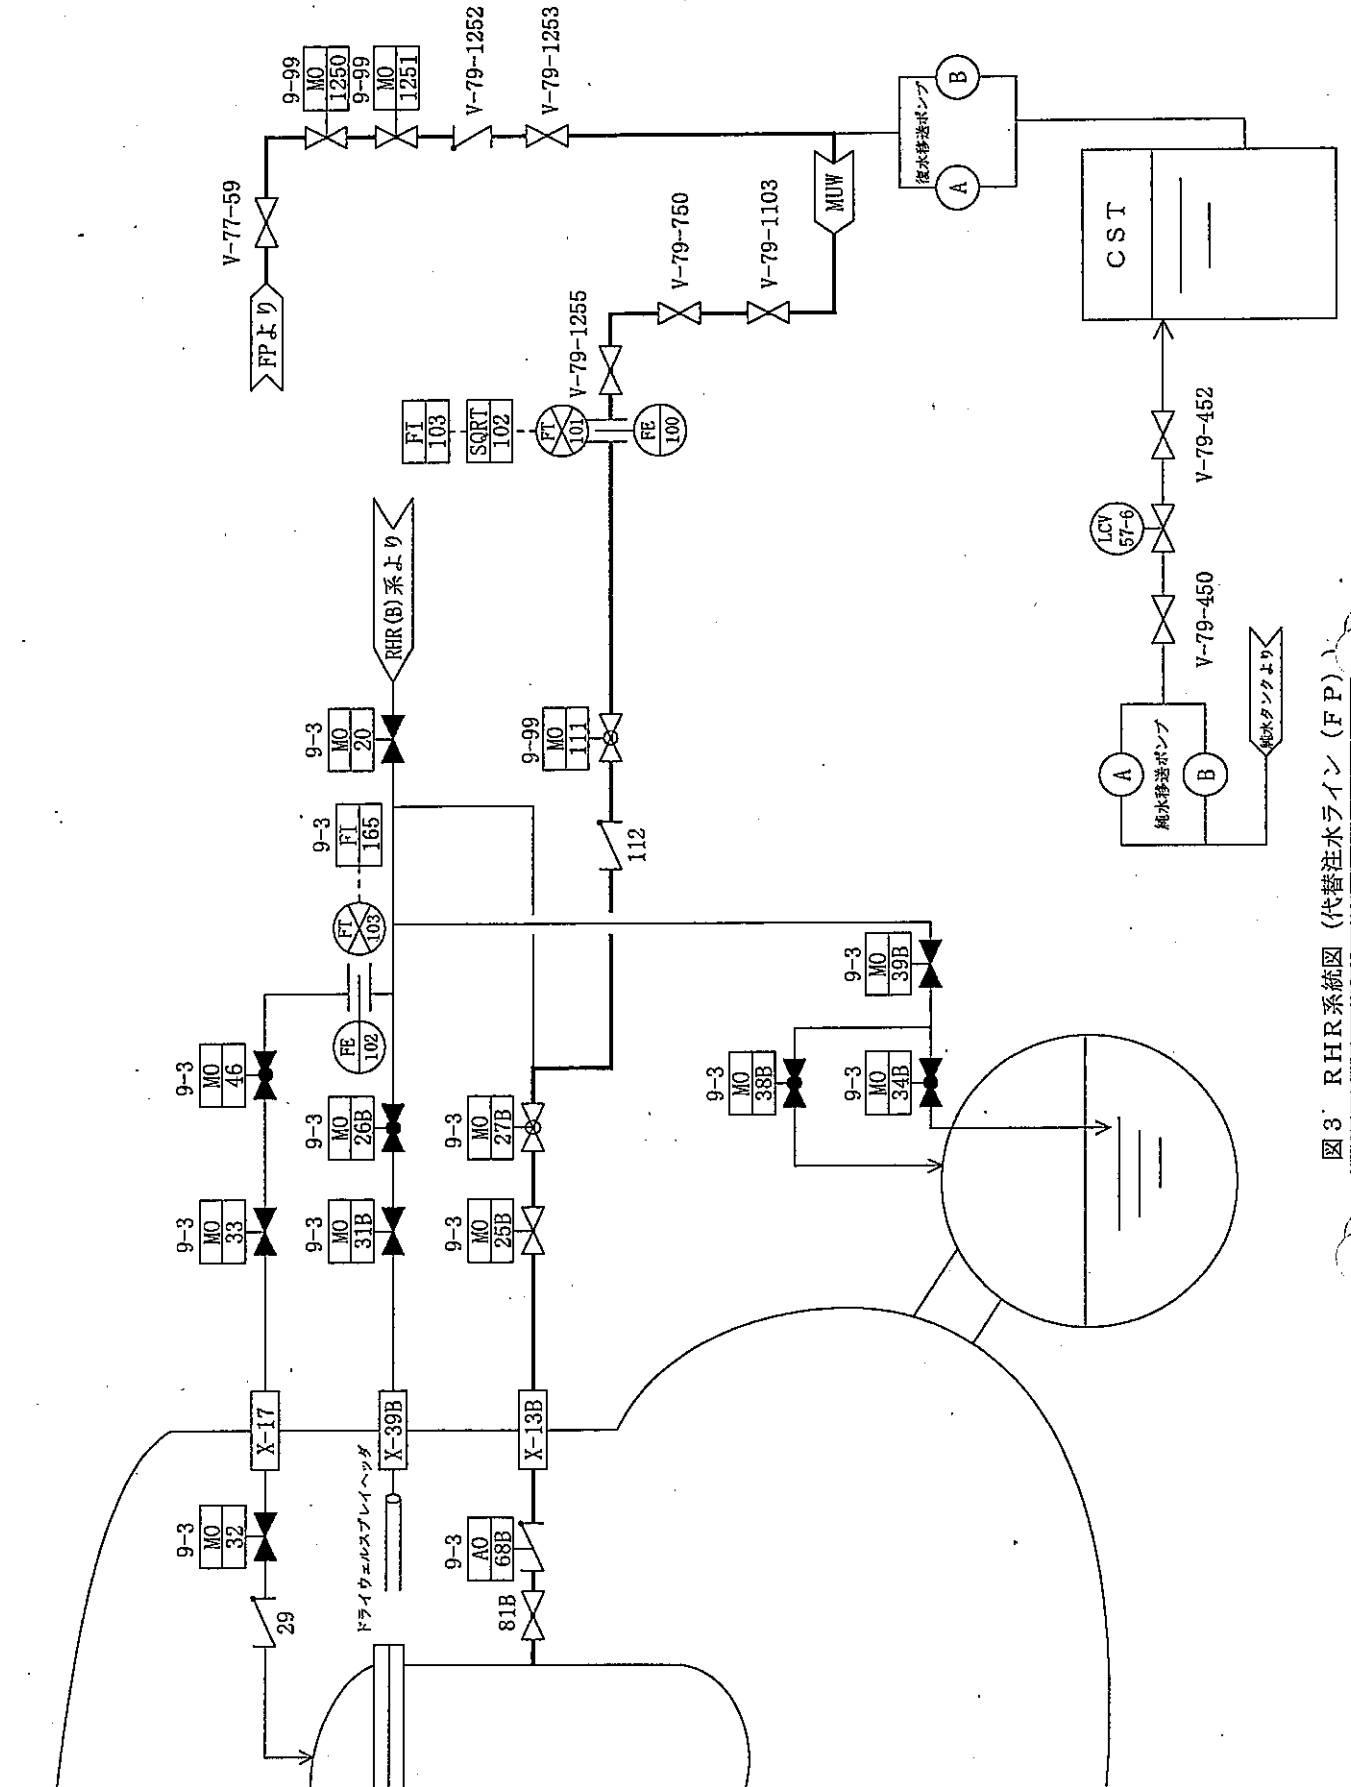 9-99
MO
1250
9-99
MO
1251
V-79-1252
V-79-1253
V-77-59
FPより
復水移送ポンプ
A
B
MUW
V-79-750
V-79-1103
V-79-1255
CST
FI
103
SQRT
102
FT
101
FE
100
RHR(B)系より
V-79-452
LCV
57-6
V-79-450
9-3
MO
20
9-99
MO
111
112
9-3
FI
165
FT
103
FE
102
純水移送ポンプ
A
B
純水タンクより
9-3
MO
46
9-3
MO
33
9-3
MO
26B
9-3
MO
31B
9-3
MO
27B
9-3
MO
25B
9-3
MO
39B
9-3
MO
38B
9-3
MO
34B
X-17
X-39B
X-13B
9-3
MO
32
29
ドライウェルスプレイヘッダ
9-3
AO
68B
81B
図3 RHR系統図(代替注水ライン(FP))